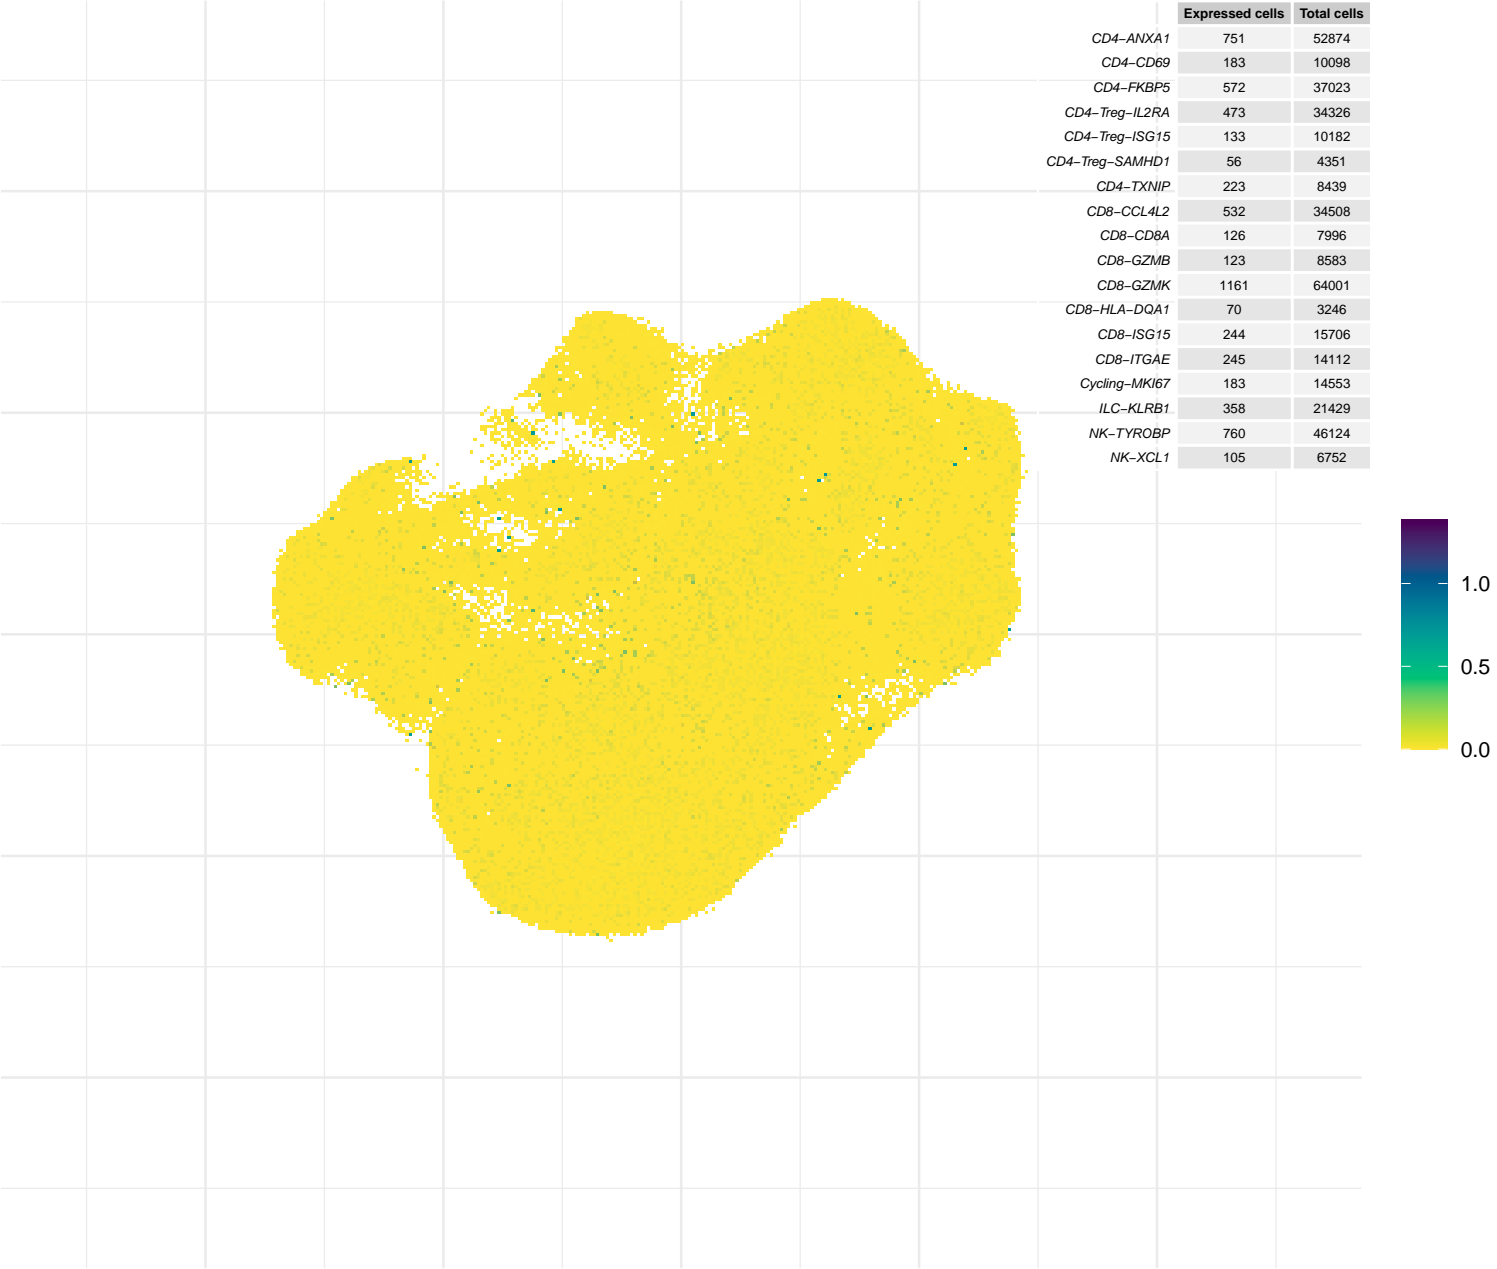 Expressed cells Total cells
CD4−ANXA1 751 52874
CD4−CD69 183 10098
CD4−FKBP5 572 37023
CD4−Treg−IL2RA 473 34326
CD4−Treg−ISG15 133 10182
CD4−Treg−SAMHD1 56 4351
CD4−TXNIP 223 8439
CD8−CCL4L2 532 34508
CD8−CD8A 126 7996
CD8−GZMB 123 8583
CD8−GZMK 1161 64001
CD8−HLA−DQA1 70 3246
CD8−ISG15 244 15706
CD8−ITGAE 245 14112
Cycling−MKI67 183 14553
ILC−KLRB1 358 21429
NK−TYROBP 760 46124
NK−XCL1 105 6752
1.0
0.5
0.0